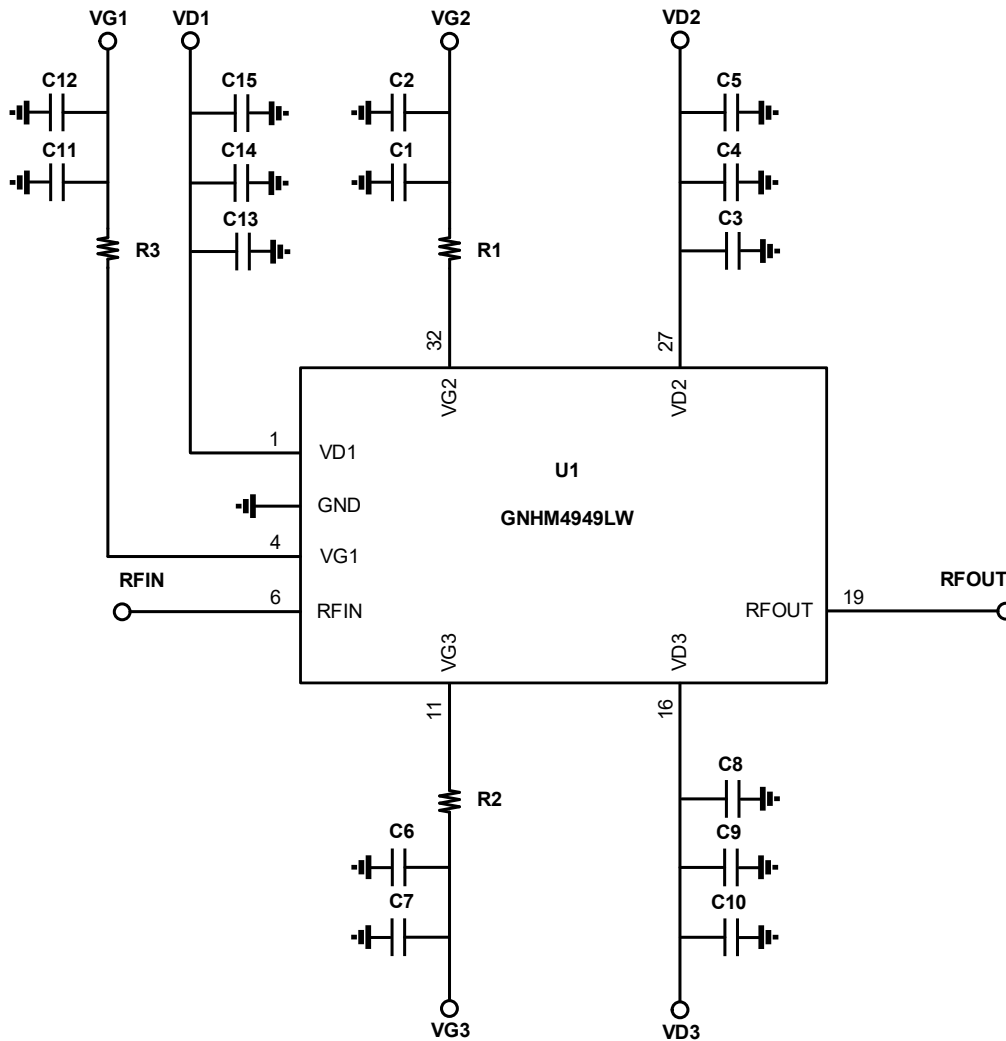 VG1
VD1
VG2
VD2
C12
C15
C2
C5
C11
C14
C1
C4
C13
C3
R3
R1
32
27
VG2
VD2
1
VD1
U1
GND
GNHM4949LW
4
VG1
RFIN
RFOUT
6
RFIN
RFOUT
19
VG3
VD3
11
16
C8
R2
C6
C9
C7
C10
VG3
VD3